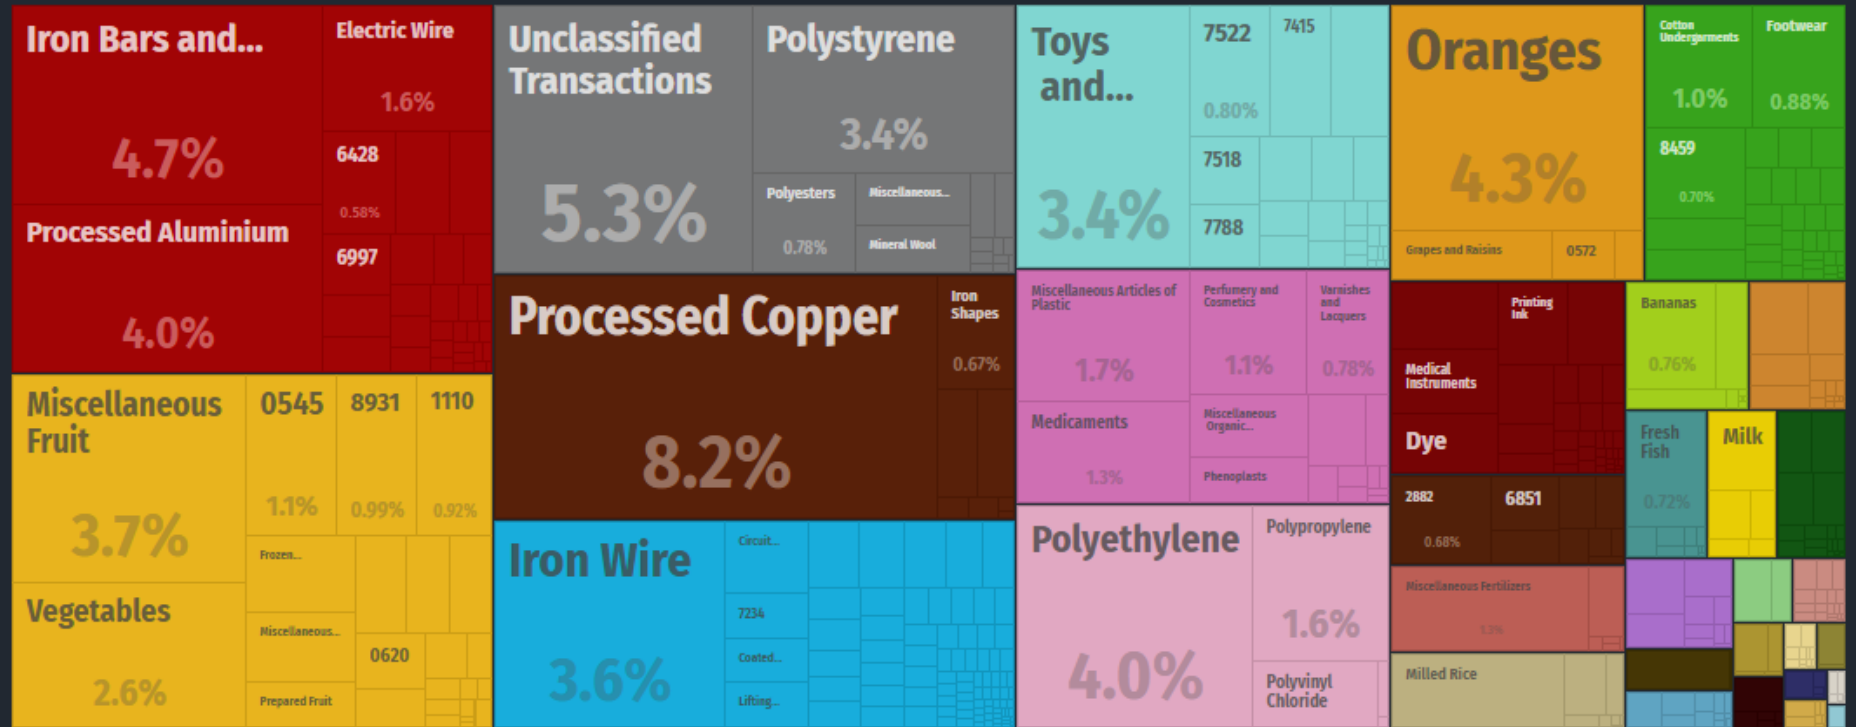 Iron Bars and...
4.7%
Electric Wire
1.6%
6428
0.58%
6997
Processed Aluminium
4.0%
Miscellaneous
Fruit
3.7%
0545
1.1%
8931
0.99%
1110
0.92%
Frozen...
Miscellaneous...
0620
Prepared Fruit
Vegetables
2.6%
Unclassified
Transactions
5.3%
Polystyrene
3.4%
Polyesters
0.78%
Miscellaneous...
Mineral Wool
Processed Copper
8.2%
Iron
Shapes
0.67%
Iron Wire
3.6%
Circuit...
7234
Coated...
Lifting...
Toys
and...
3.4%
7522
0.80%
7415
7518
7788
Miscellaneous Articles of
Plastic
1.7%
Perfumery and
Cosmetics
1.1%
Varnishes
and
Lacquers
0.78%
Medicaments
1.3%
Miscellaneous
Organic...
Phenoplasts
Polyethylene
4.0%
Polypropylene
1.6%
Polyvinyl
Chloride
Oranges
4.3%
Grapes and Raisins
0572
Cotton
Undergarments
1.0%
Footwear
0.88%
8459
0.70%
Printing
Ink
Medical
Instruments
Dye
Bananas
0.76%
Fresh
Fish
0.72%
Milk
2882
0.68%
6851
Miscellaneous Fertilizers
1.3%
Milled Rice